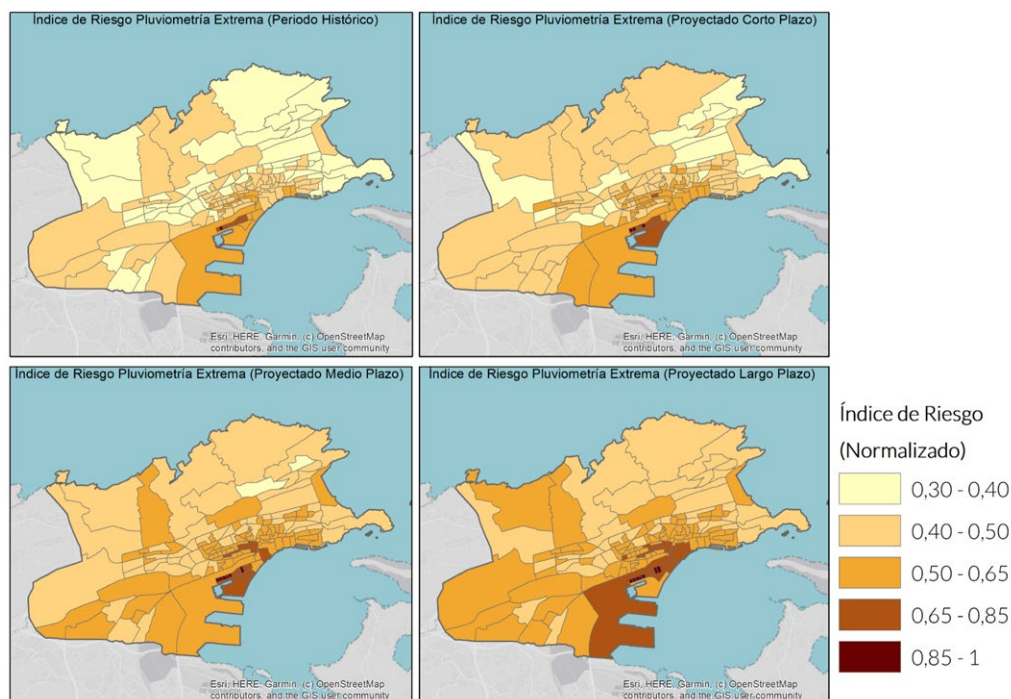 Índice de Riesgo Pluviometría Extrema (Periodo Histórico)
Índice de Riesgo Pluviometría Extrema (Proyectado Corto Plazo)
Esri, HERE, Garmin, (c) OpenStreetMap
contributors, and the GIS user community
Esri, HERE, Garmin, (c) OpenStreetMap
contributors, and the GIS user community
Índice de Riesgo Pluviometría Extrema (Proyectado Medio Plazo)
Índice de Riesgo Pluviometría Extrema (Proyectado Largo Plazo)
Esri, HERE, Garmin, (c) OpenStreetMap
contributors, and the GIS user community
Esri, HERE, Garmin, (c) OpenStreetMap
contributors, and the GIS user community
Índice de Riesgo
(Normalizado)
0,30 - 0,40
0,40 - 0,50
0,50 - 0,65
0,65 - 0,85
0,85 - 1